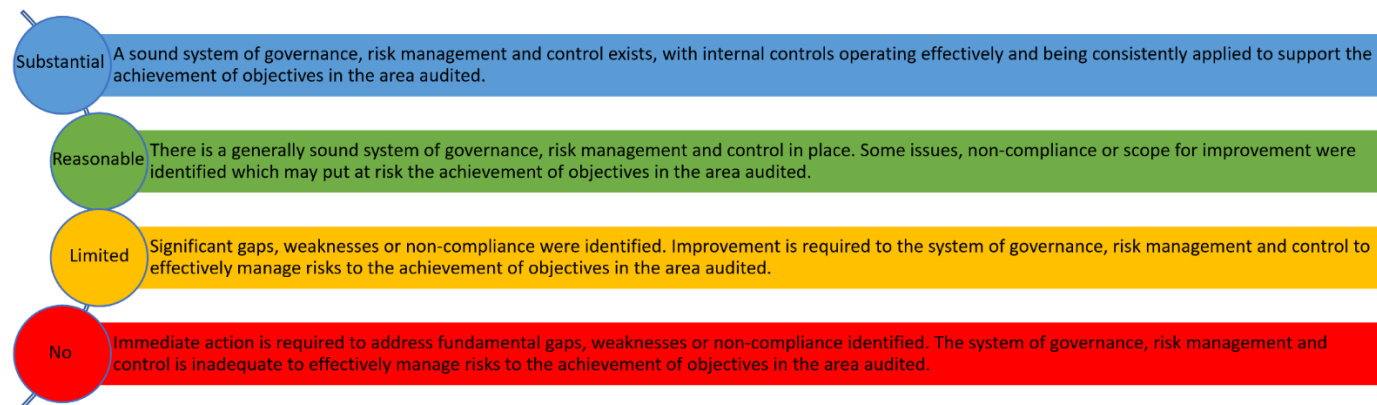 Substantial
A sound system of governance, risk management and control exists, with internal controls operating effectively and being consistently applied to support the
achievement of objectives in the area audited.
Reasonable
There is a generally sound system of governance, risk management and control in place. Some issues, non-compliance or scope for improvement were
identified which may put at risk the achievement of objectives in the area audited.
Limited
Significant gaps, weaknesses or non-compliance were identified. Improvement is required to the system of governance, risk management and control to
effectively manage risks to the achievement of objectives in the area audited.
No
Immediate action is required to address fundamental gaps, weaknesses or non-compliance identified. The system of governance, risk management and
control is inadequate to effectively manage risks to the achievement of objectives in the area audited.